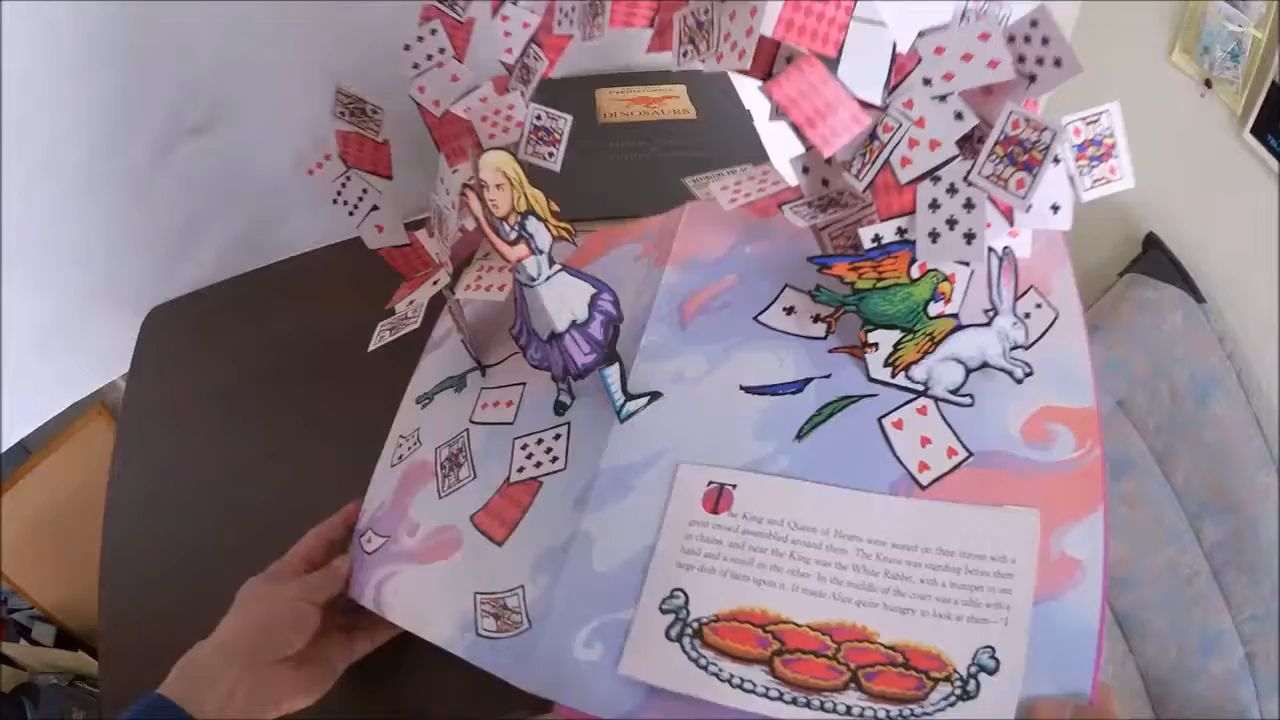 DINOSAURS
The King and Queen of Hearts were seated on their thrones with a
great crowd assembled around them. The Knave was standing before them
in chains, and near the King was the White Rabbit, with a trumpet in one
hand and a scroll in the other. In the middle of the court was a table with a
large dish of tarts upon it. It made Alice quite hungry to look at them—"I